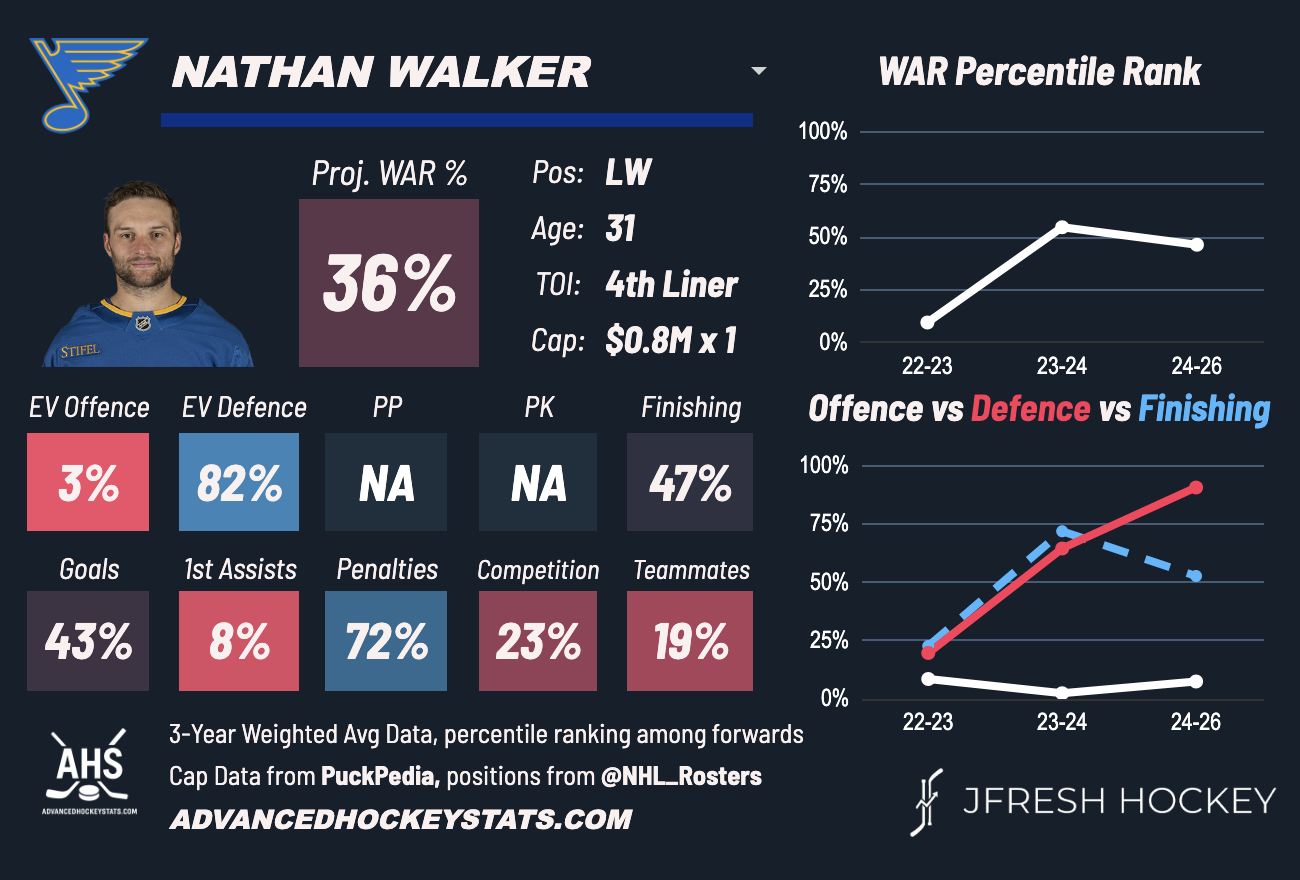 NATHAN WALKER
WAR Percentile Rank
Proj. WAR %
36%
Pos: LW
Age: 31
TOI: 4th Liner
Cap: $0.8M x 1
STIFEL
100%
75%
50%
25%
0%
22-23 23-24 24-26
EV Offence EV Defence PP PK Finishing
3% 82% NA NA 47%
Goals 1st Assists Penalties Competition Teammates
43% 8% 72% 23% 19%
Offence vs Defence vs Finishing
100%
75%
50%
25%
0%
22-23 23-24 24-26
AHS
ADVANCEDHOCKEYSTATS.COM
3-Year Weighted Avg Data, percentile ranking among forwards
Cap Data from PuckPedia, positions from @NHL_Rosters
ADVANCEDHOCKEYSTATS.COM
JFRESH HOCKEY